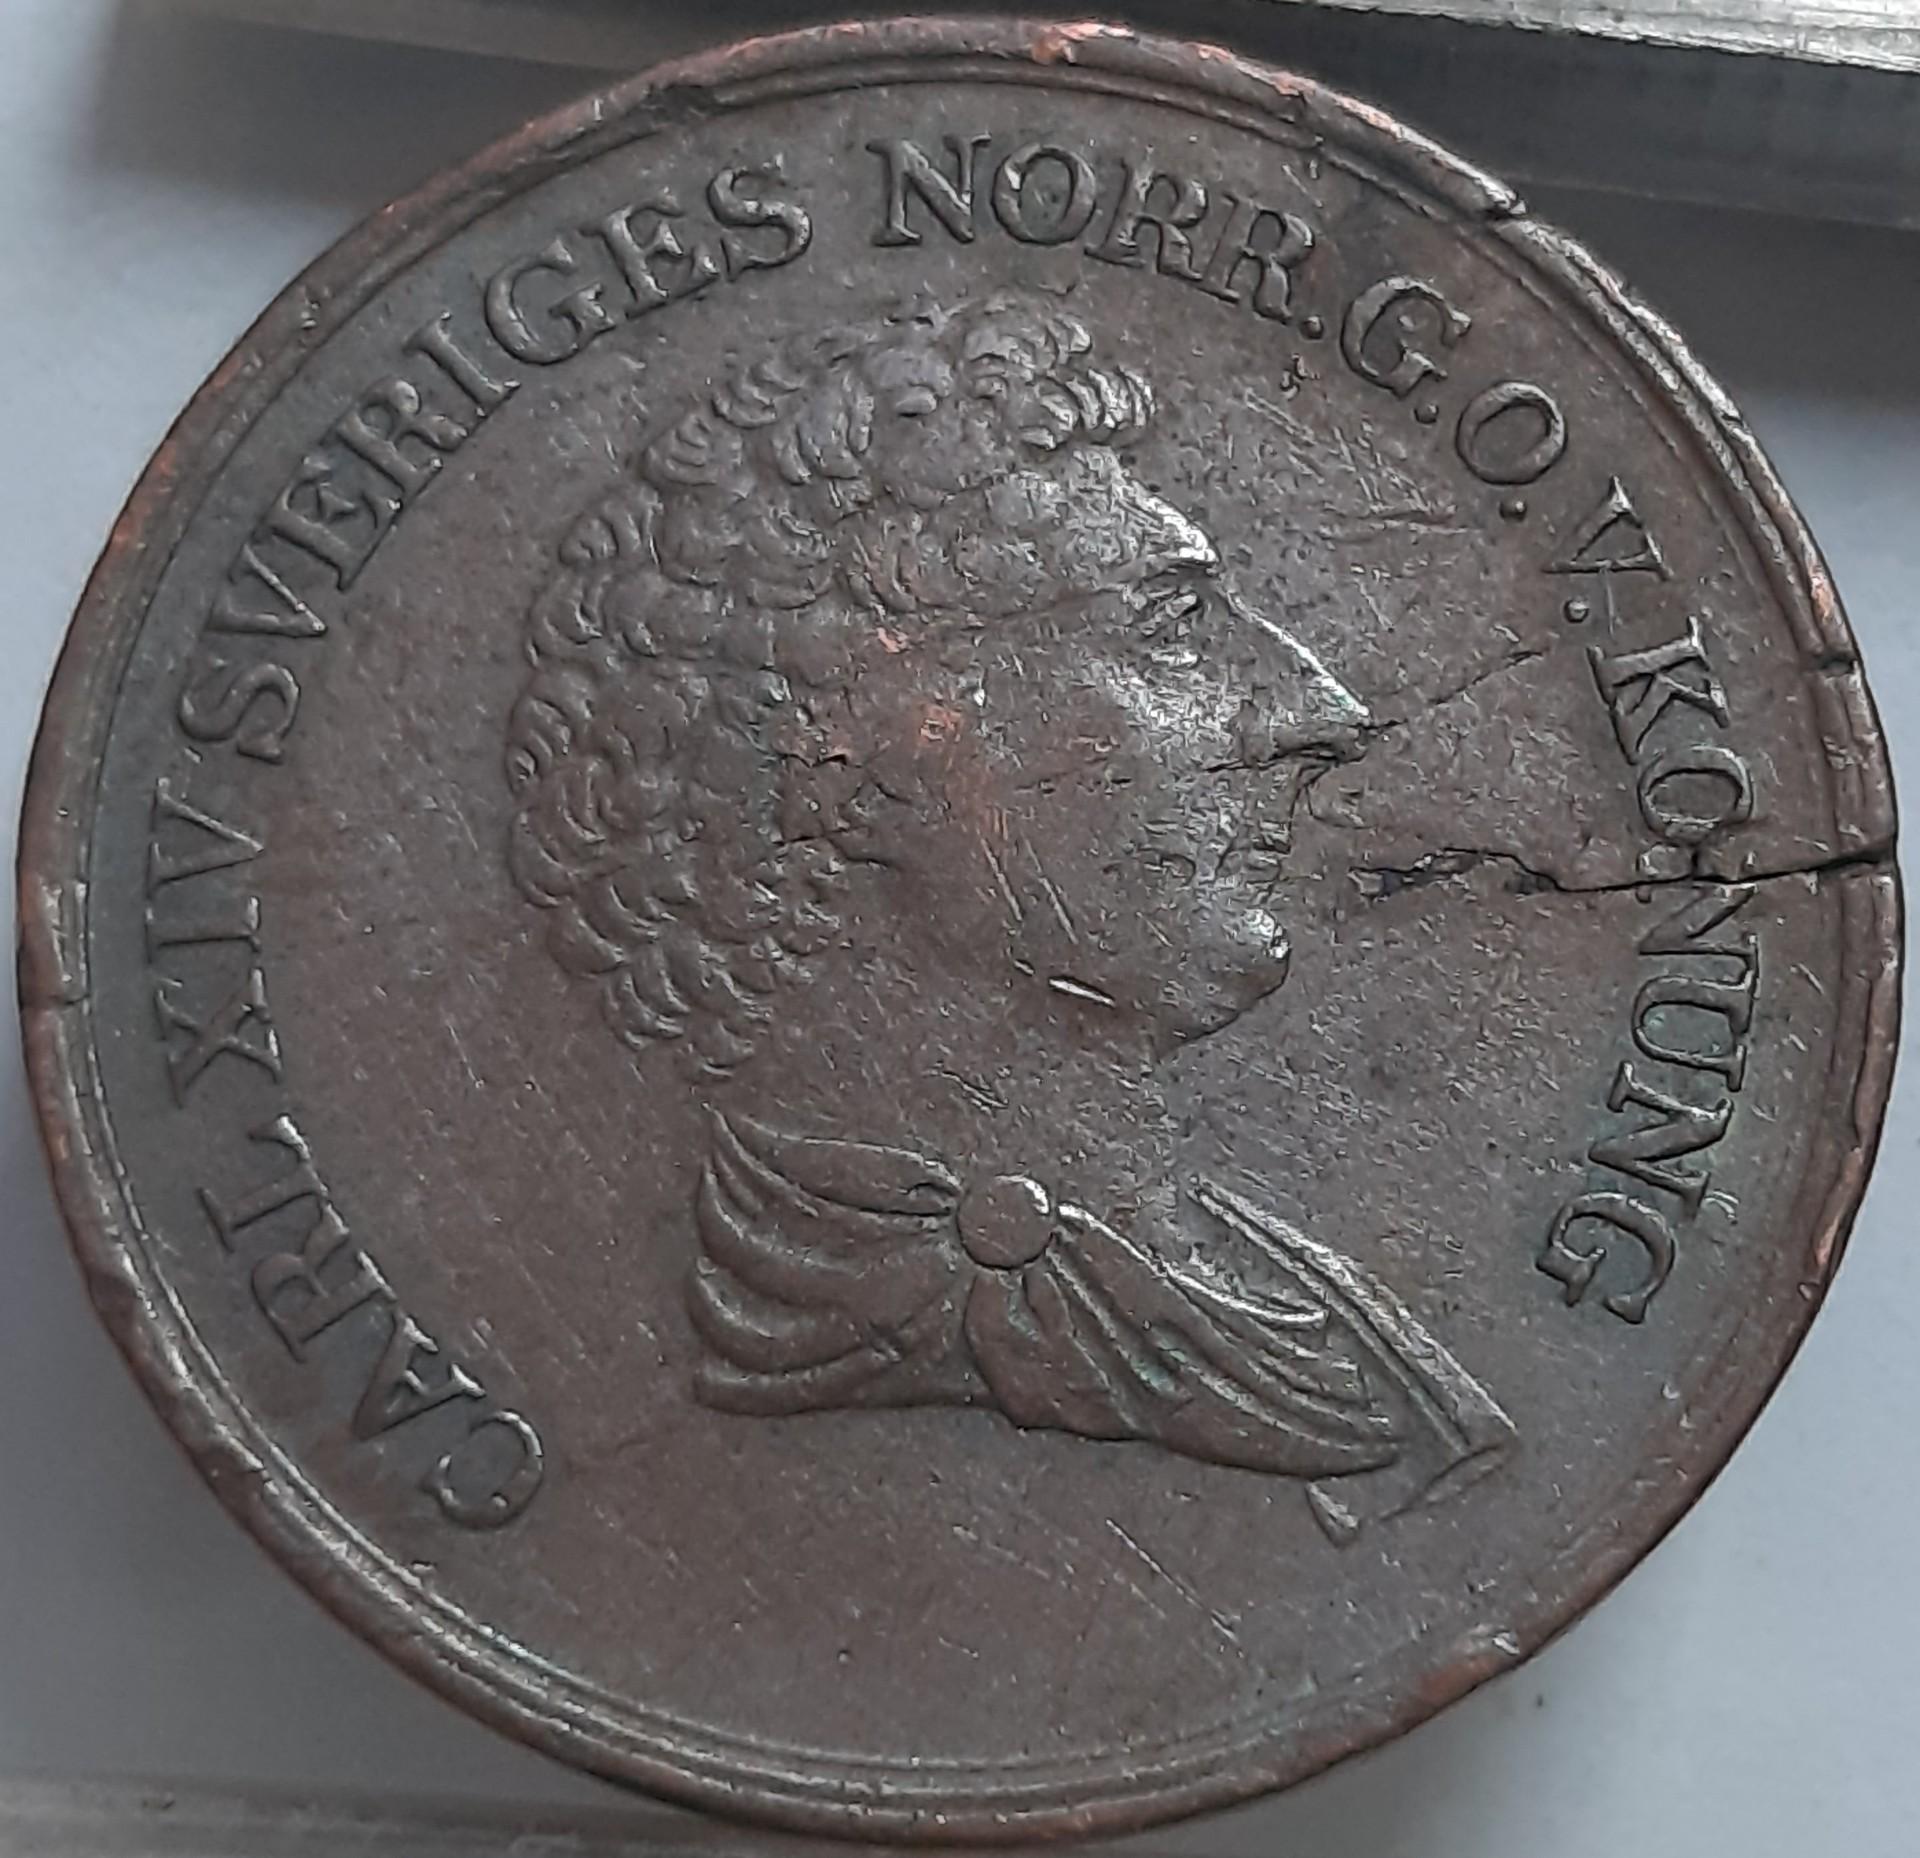 CARL XIV SVERIGES NORR. G. O. V. KONUNG